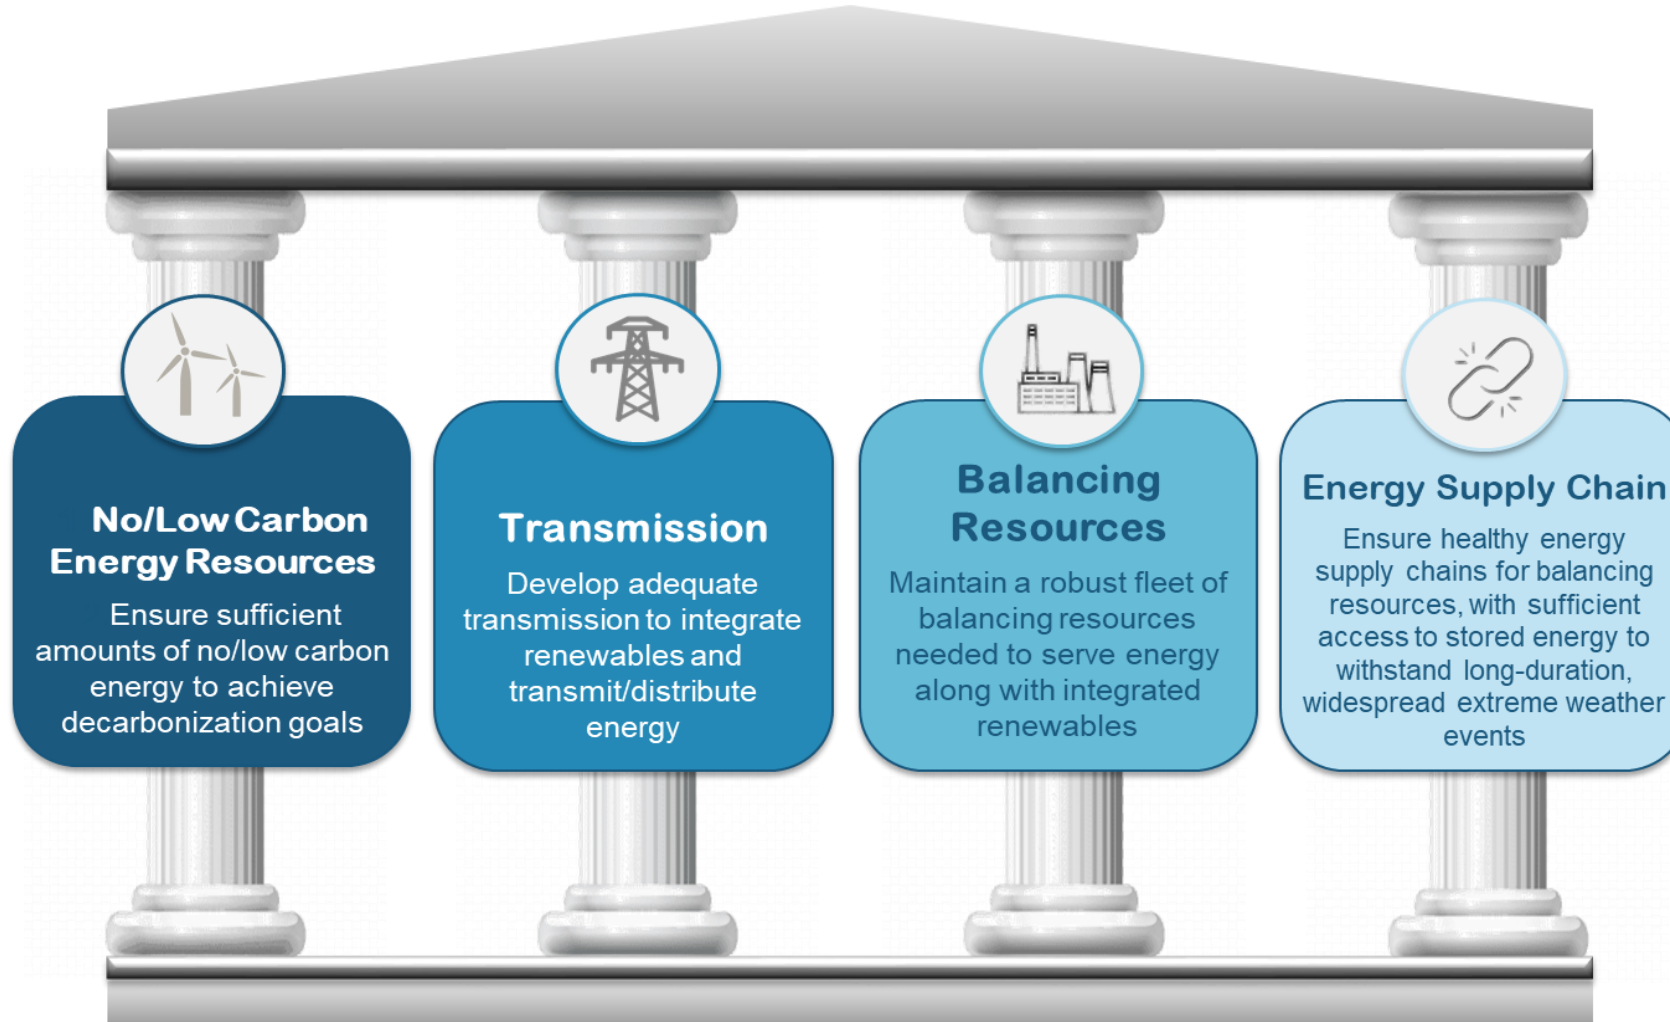 No/Low Carbon
Energy Resources
Ensure sufficient
amounts of no/low carbon
energy to achieve
decarbonization goals
Transmission
Develop adequate
transmission to integrate
renewables and
transmit/distribute
energy
Balancing
Resources
Maintain a robust fleet of
balancing resources
needed to serve energy
along with integrated
renewables
Energy Supply Chain
Ensure healthy energy
supply chains for balancing
resources, with sufficient
access to stored energy to
withstand long-duration,
widespread extreme weather
events